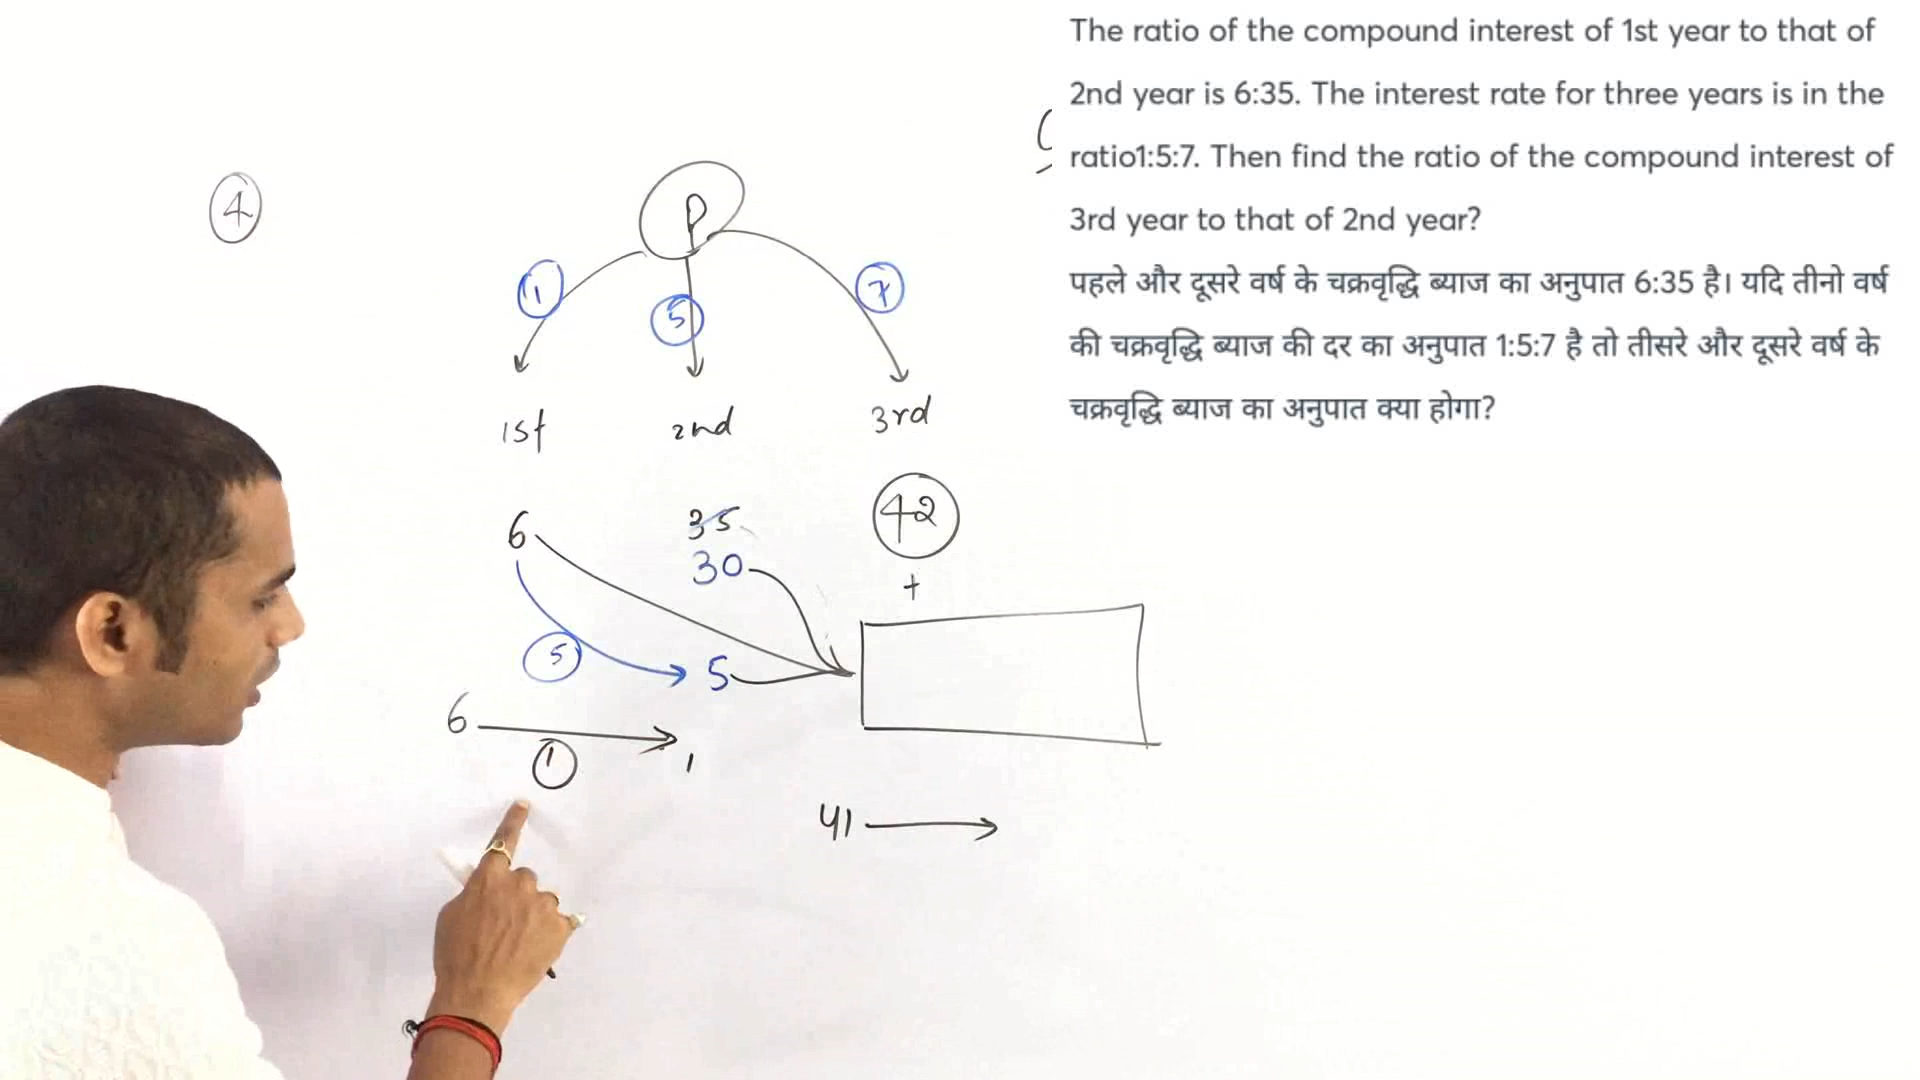 The ratio of the compound interest of 1st year to that of
2nd year is 6:35. The interest rate for three years is in the
ratio1:5:7. Then find the ratio of the compound interest of
3rd year to that of 2nd year?
पहले और दूसरे वर्ष के चक्रवृद्धि ब्याज का अनुपात 6:35 है। यदि तीनो वर्ष
की चक्रवृद्धि ब्याज की दर का अनुपात 1:5:7 है तो तीसरे और दूसरे वर्ष के
चक्रवृद्धि ब्याज का अनुपात क्या होगा?
4
P
1 5 7
1st 2nd 3rd
6 35 42
30 +
5 5
6 1
1
41